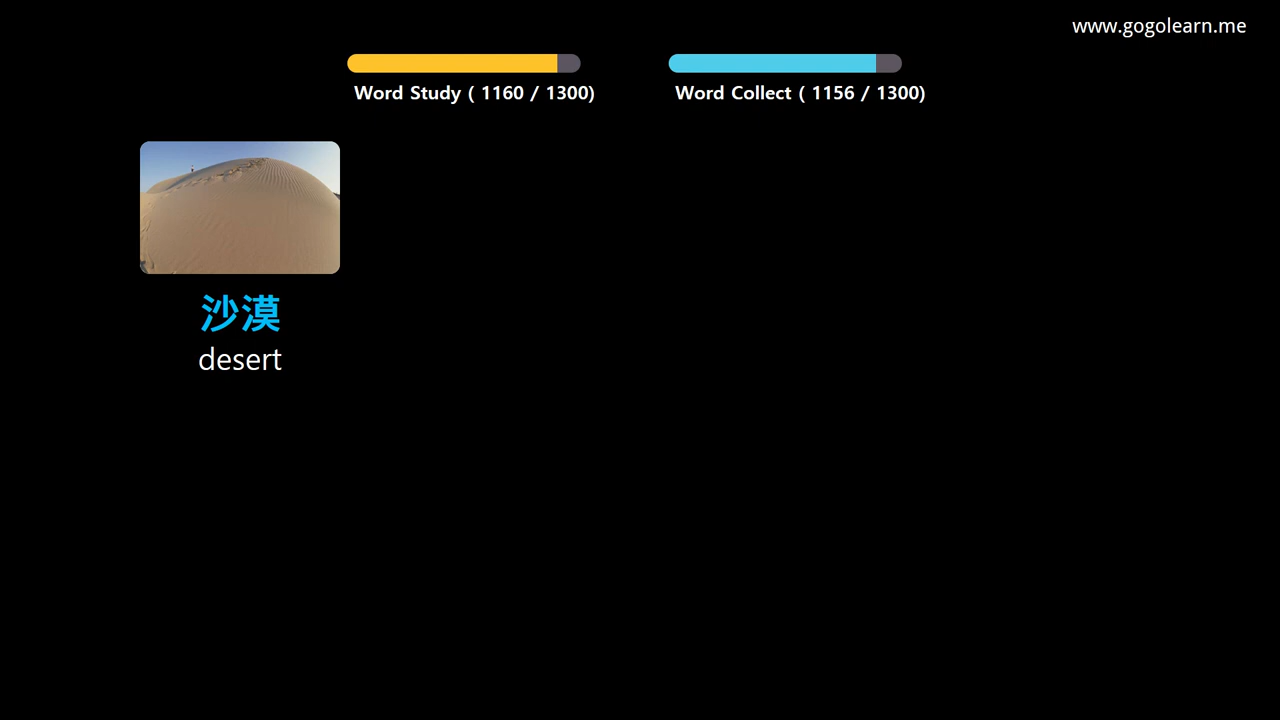 www.gogolearn.me
Word Study ( 1160 / 1300)
Word Collect ( 1156 / 1300)
沙漠
desert